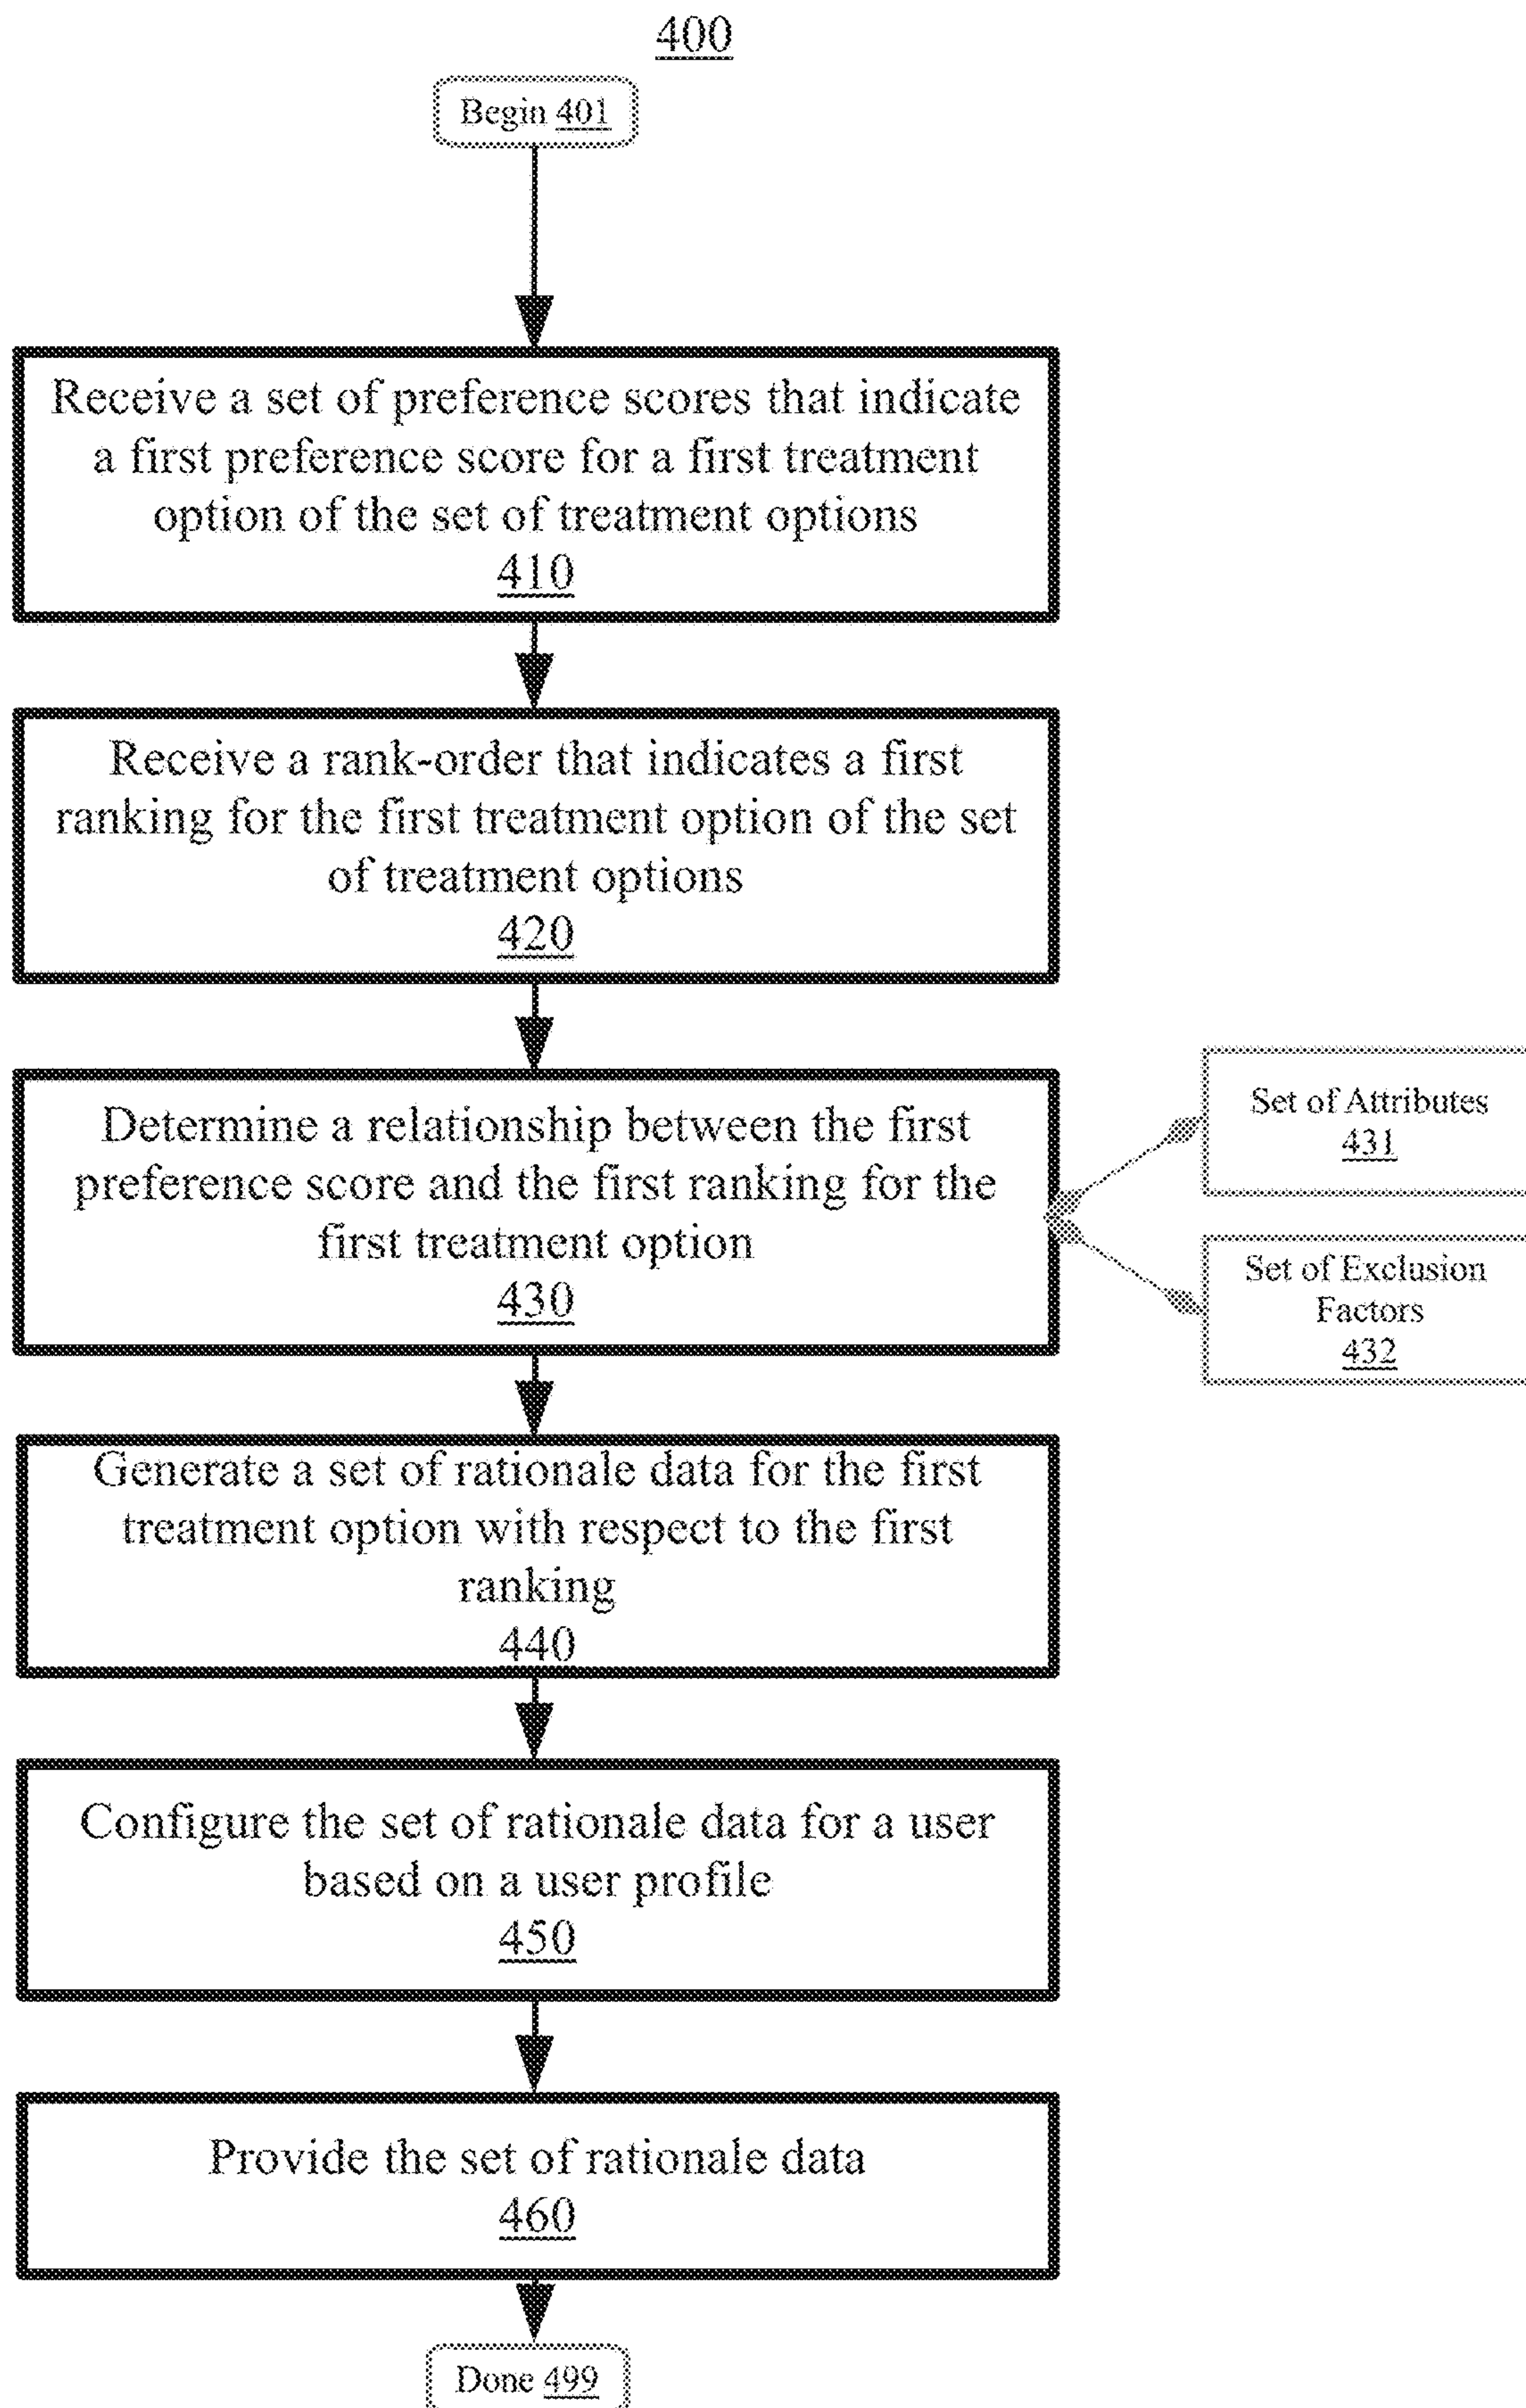 400
Begin 401
Receive a set of preference scores that indicate
a first preference score for a first treatment
option of the set of treatment options
410
Receive a rank-order that indicates a first
ranking for the first treatment option of the set
of treatment options
420
Determine a relationship between the first
preference score and the first ranking for the
first treatment option
430
Set of Attributes
431
Set of Exclusion
Factors
432
Generate a set of rationale data for the first
treatment option with respect to the first
ranking
440
Configure the set of rationale data for a user
based on a user profile
450
Provide the set of rationale data
460
Done 499